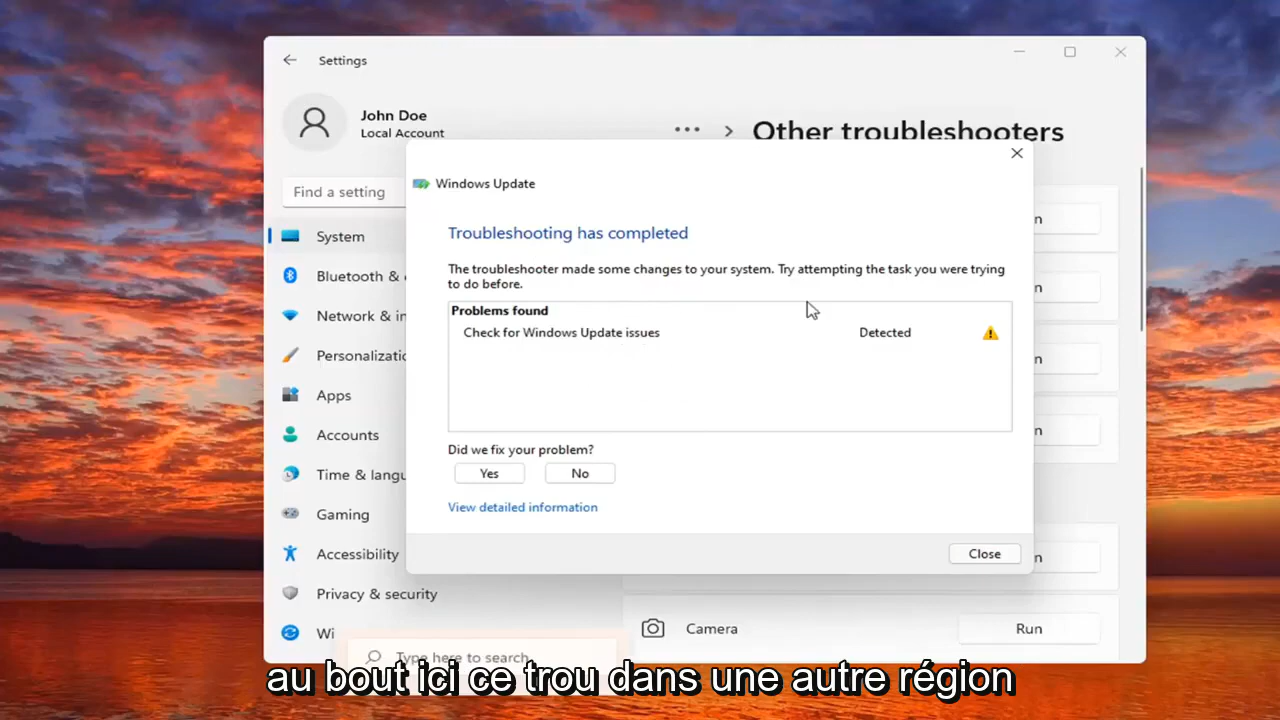 Settings
John Doe
Local Account
Find a setting
System
Bluetooth &
Network & in
Personalizatio
Apps
Accounts
Time & langu
Gaming
Accessibility
Privacy & security
Wi
... > Other troubleshooters
Windows Update
Troubleshooting has completed
The troubleshooter made some changes to your system. Try attempting the task you were trying
to do before.
Problems found
Check for Windows Update issues Detected
Did we fix your problem?
Yes No
View detailed information
Close
n
n
n
n
n
Camera Run
Type here to search
au bout ici ce trou dans une autre région